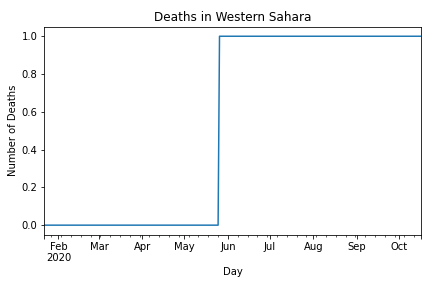 Deaths in Western Sahara
1.0
0.8
0.6
0.4
0.2
0.0
Number of Deaths
Feb Mar Apr May Jun Jul Aug Sep Oct
2020
Day